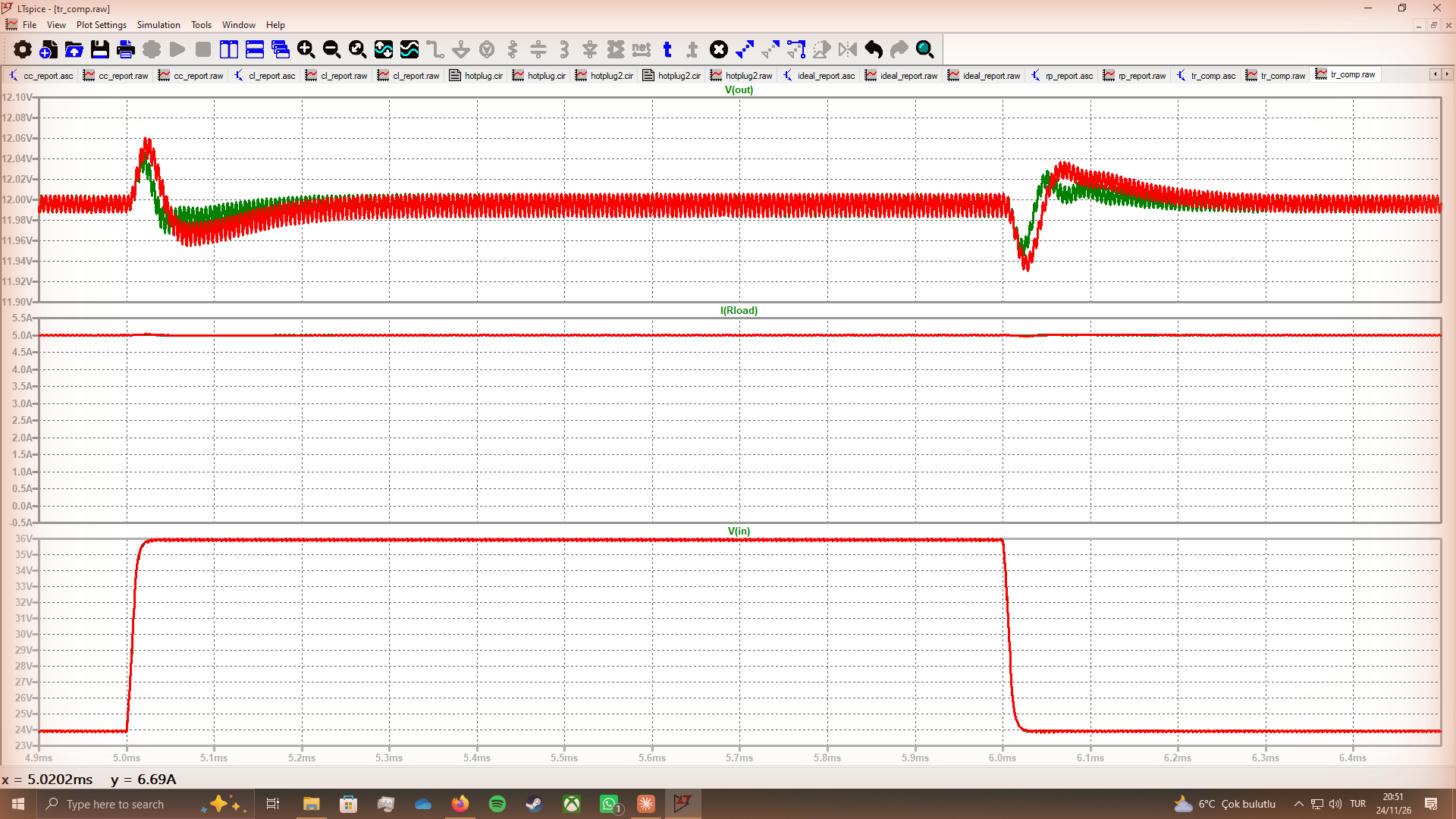 LTspice - [tr_comp.raw]
File View Plot Settings Simulation Tools Window Help
cc_report.asc cc_report.raw cc_report.raw cl_report.asc cl_report.raw cl_report.raw hotplug.cir hotplug.cir hotplug2.cir hotplug2.cir hotplug2.raw ideal_report.asc ideal_report.raw ideal_report.raw rp_report.asc rp_report.raw tr_comp.asc tr_comp.raw tr_comp.raw
V(out)
12.10V
12.08V
12.06V
12.04V
12.02V
12.00V
11.98V
11.96V
11.94V
11.92V
11.90V
I(Rload)
5.5A
5.0A
4.5A
4.0A
3.5A
3.0A
2.5A
2.0A
1.5A
1.0A
0.5A
0.0A
-0.5A
V(in)
36V
35V
34V
33V
32V
31V
30V
29V
28V
27V
26V
25V
24V
23V
4.9ms 5.0ms 5.1ms 5.2ms 5.3ms 5.4ms 5.5ms 5.6ms 5.7ms 5.8ms 5.9ms 6.0ms 6.1ms 6.2ms 6.3ms 6.4ms
x = 5.0202ms y = 6.69A
Type here to search
1
6°C Çok bulutlu
TUR
20:51
24/11/26
net
t